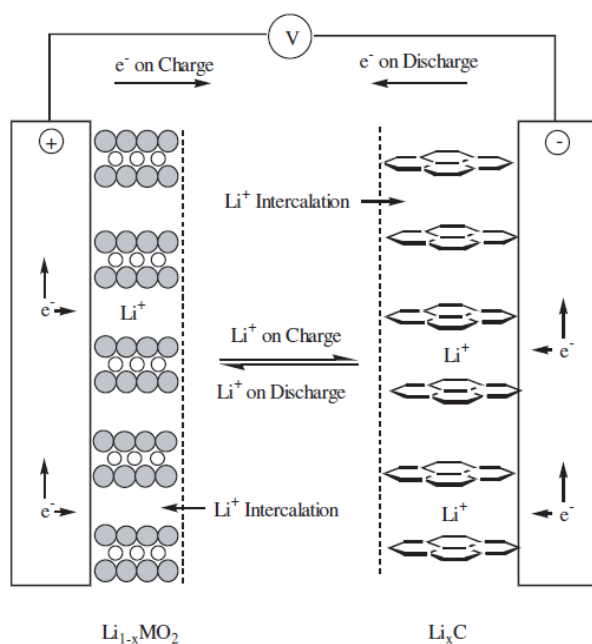 V
e⁻ on Charge
e⁻ on Discharge
+
-
Li⁺ Intercalation
e⁻
Li⁺
Li⁺ on Charge
Li⁺ on Discharge
Li⁺
e⁻
e⁻
Li⁺ Intercalation
Li⁺
e⁻
Li₁₋ₓMO₂
LiₓC